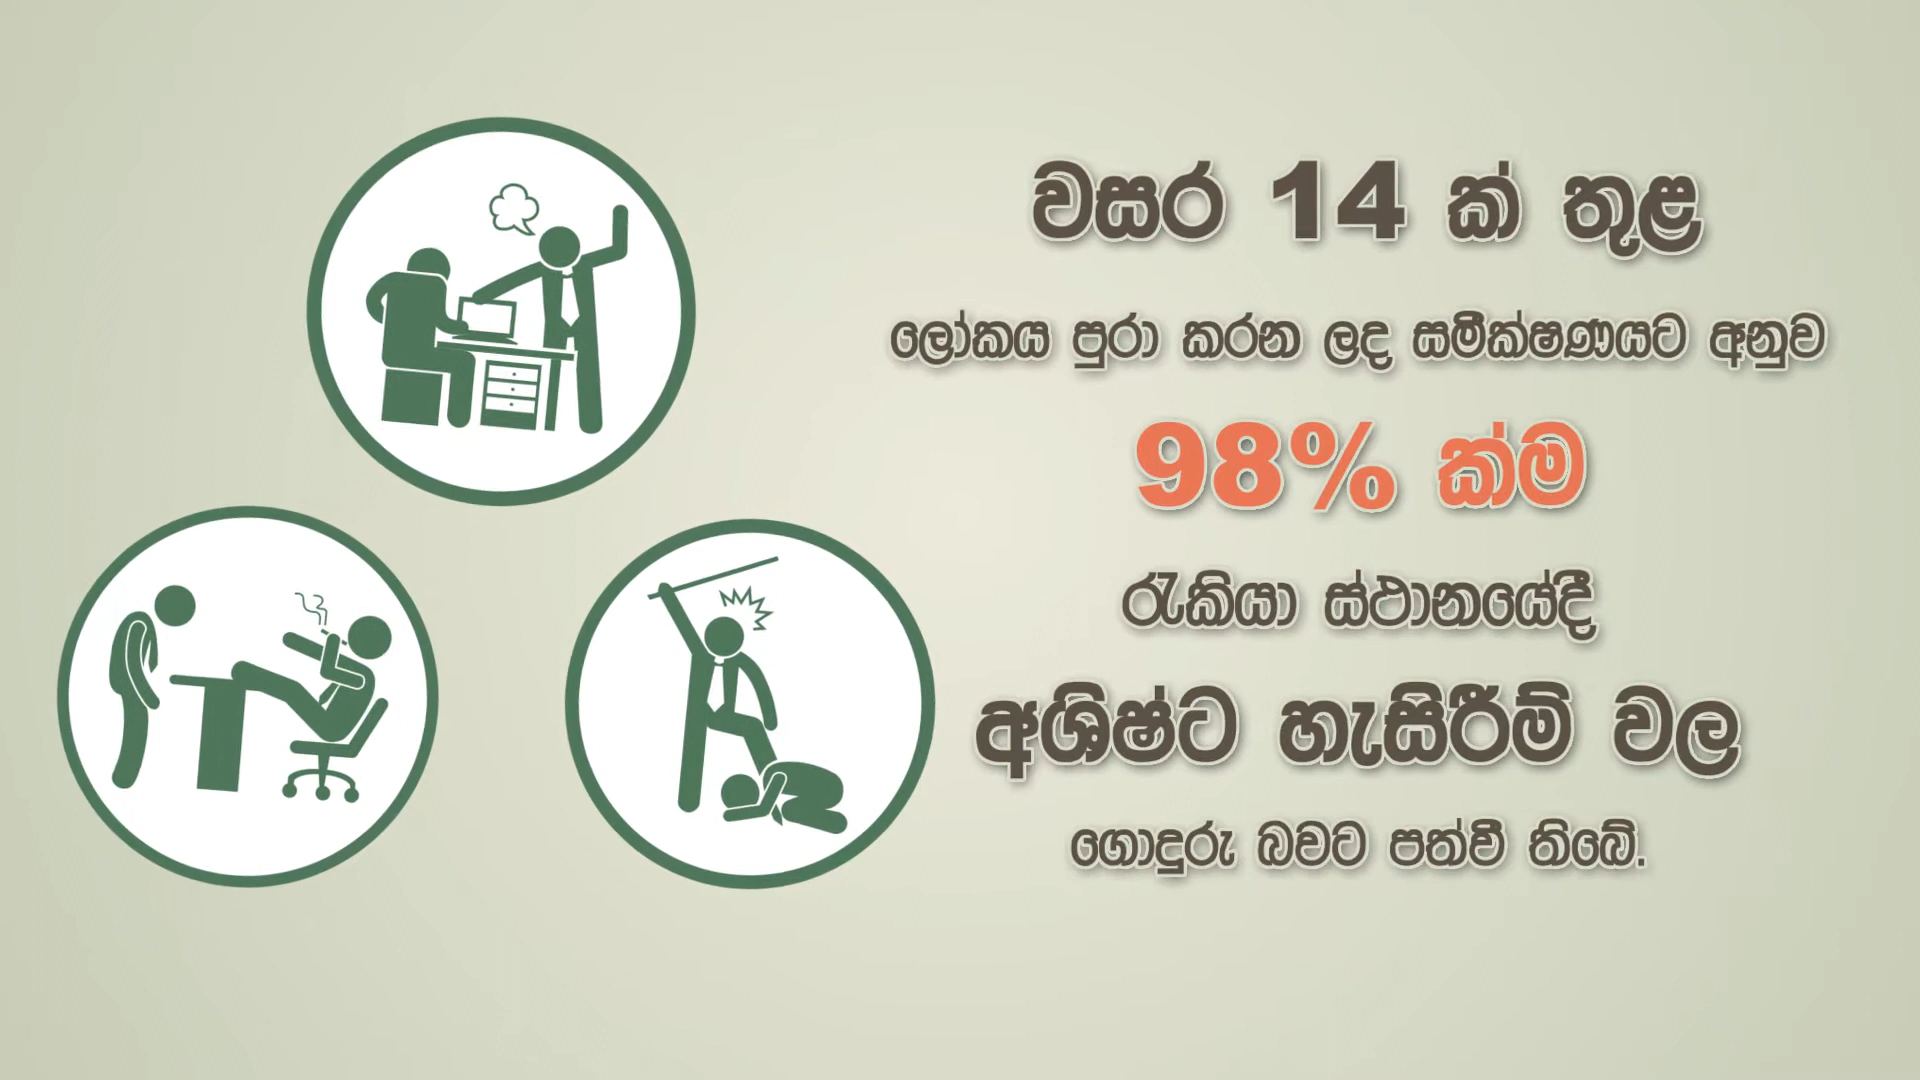 වසර 14 ක් තුළ
ලෝකය පුරා කරන ලද සමීක්ෂණයට අනුව
98% ක්ම
රැකියා ස්ථානයේදී
අශිෂ්ට හැසිරීම් වල
ගොදුරු බවට පත්වී තිබේ.